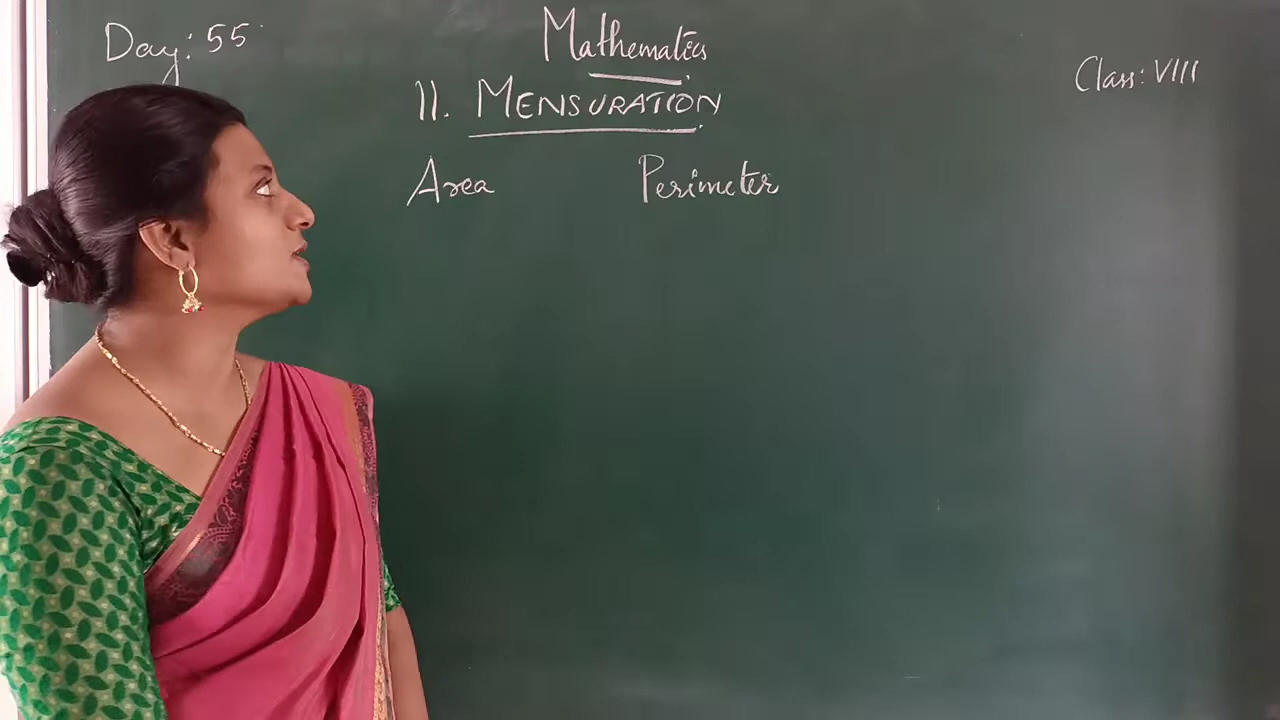 Day: 55
Mathematics
Class: VIII
11. MENSURATION
Area Perimeter